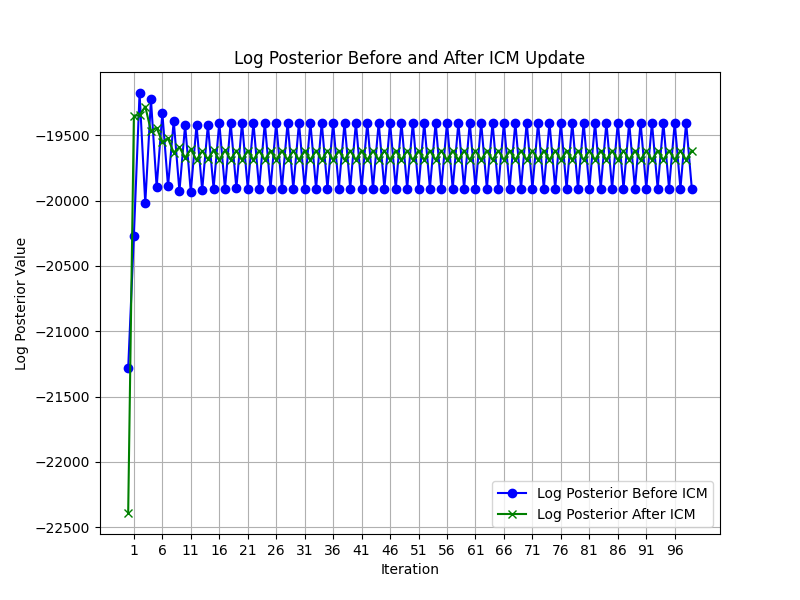 Log Posterior Before and After ICM Update
Log Posterior Value
−19500
−20000
−20500
−21000
−21500
−22000
−22500
Log Posterior Before ICM
Log Posterior After ICM
1 6 11 16 21 26 31 36 41 46 51 56 61 66 71 76 81 86 91 96
Iteration